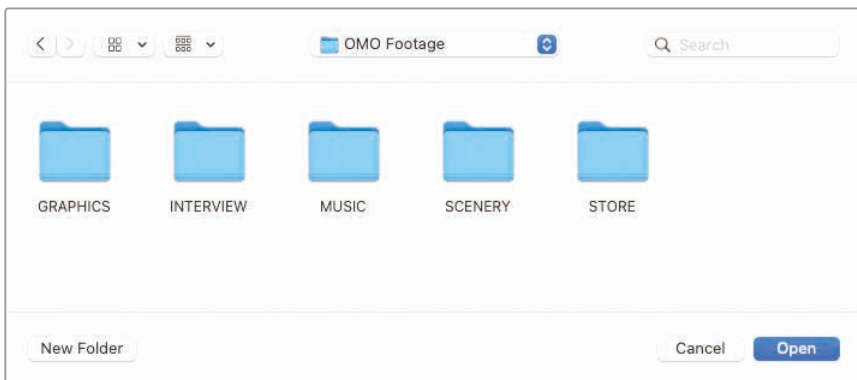 OMO Footage
Search
GRAPHICS INTERVIEW MUSIC SCENERY STORE
New Folder Cancel Open